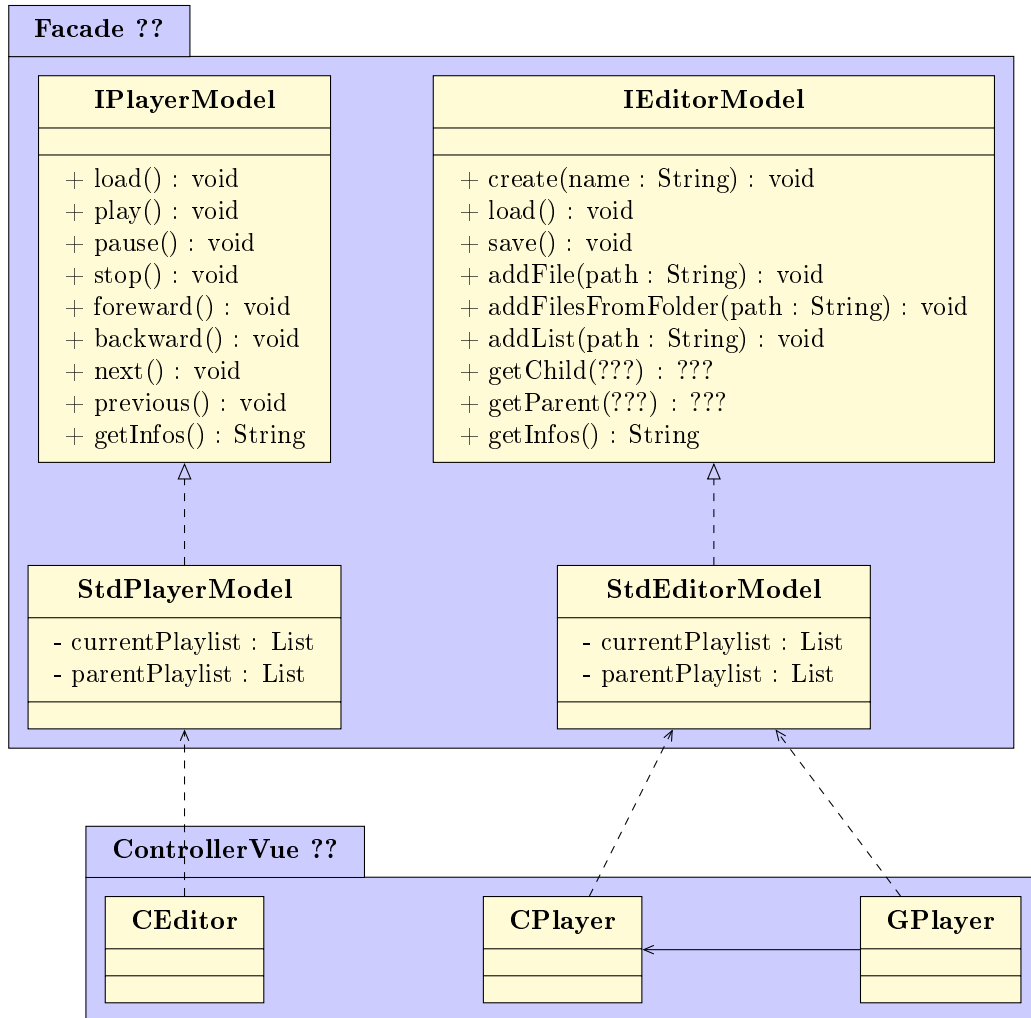 Facade ??
IPlayerModel
+ load() : void
+ play() : void
+ pause() : void
+ stop() : void
+ foreward() : void
+ backward() : void
+ next() : void
+ previous() : void
+ getInfos() : String
IEditorModel
+ create(name : String) : void
+ load() : void
+ save() : void
+ addFile(path : String) : void
+ addFilesFromFolder(path : String) : void
+ addList(path : String) : void
+ getChild(???) : ???
+ getParent(???) : ???
+ getInfos() : String
StdPlayerModel
- currentPlaylist : List
- parentPlaylist : List
StdEditorModel
- currentPlaylist : List
- parentPlaylist : List
ControllerVue ??
CEditor
CPlayer
GPlayer